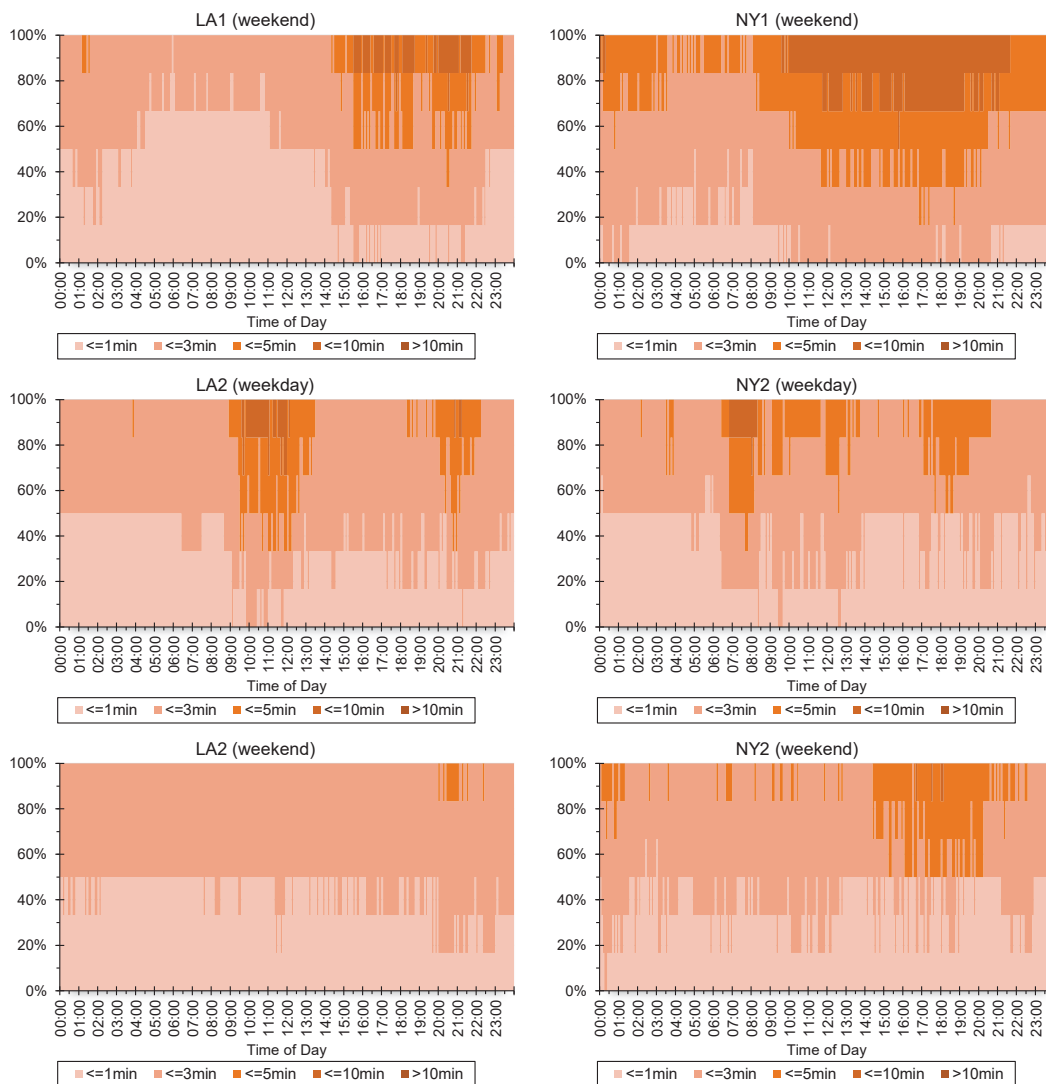 LA1 (weekend)
100%
80%
60%
40%
20%
0%
00:00 01:00 02:00 03:00 04:00 05:00 06:00 07:00 08:00 09:00 10:00 11:00 12:00 13:00 14:00 15:00 16:00 17:00 18:00 19:00 20:00 21:00 22:00 23:00
Time of Day
<=1min <=3min <=5min <=10min >10min
NY1 (weekend)
100%
80%
60%
40%
20%
0%
00:00 01:00 02:00 03:00 04:00 05:00 06:00 07:00 08:00 09:00 10:00 11:00 12:00 13:00 14:00 15:00 16:00 17:00 18:00 19:00 20:00 21:00 22:00 23:00
Time of Day
<=1min <=3min <=5min <=10min >10min
LA2 (weekday)
100%
80%
60%
40%
20%
0%
00:00 01:00 02:00 03:00 04:00 05:00 06:00 07:00 08:00 09:00 10:00 11:00 12:00 13:00 14:00 15:00 16:00 17:00 18:00 19:00 20:00 21:00 22:00 23:00
Time of Day
<=1min <=3min <=5min <=10min >10min
NY2 (weekday)
100%
80%
60%
40%
20%
0%
00:00 01:00 02:00 03:00 04:00 05:00 06:00 07:00 08:00 09:00 10:00 11:00 12:00 13:00 14:00 15:00 16:00 17:00 18:00 19:00 20:00 21:00 22:00 23:00
Time of Day
<=1min <=3min <=5min <=10min >10min
LA2 (weekend)
100%
80%
60%
40%
20%
0%
00:00 01:00 02:00 03:00 04:00 05:00 06:00 07:00 08:00 09:00 10:00 11:00 12:00 13:00 14:00 15:00 16:00 17:00 18:00 19:00 20:00 21:00 22:00 23:00
Time of Day
<=1min <=3min <=5min <=10min >10min
NY2 (weekend)
100%
80%
60%
40%
20%
0%
00:00 01:00 02:00 03:00 04:00 05:00 06:00 07:00 08:00 09:00 10:00 11:00 12:00 13:00 14:00 15:00 16:00 17:00 18:00 19:00 20:00 21:00 22:00 23:00
Time of Day
<=1min <=3min <=5min <=10min >10min